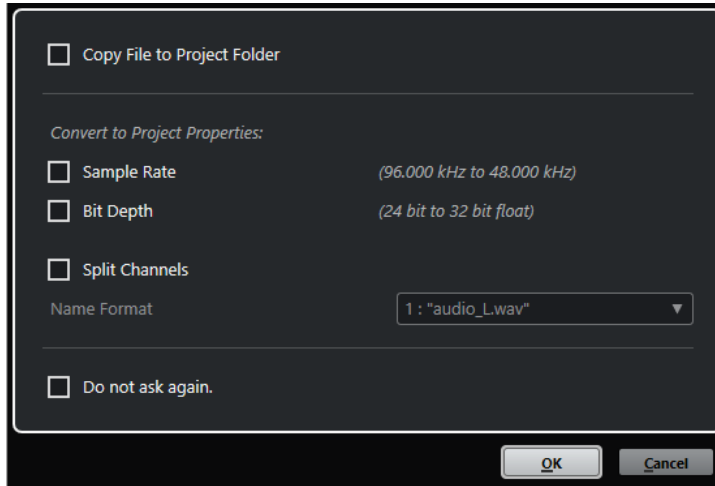 Copy File to Project Folder
Convert to Project Properties:
Sample Rate (96.000 kHz to 48.000 kHz)
Bit Depth (24 bit to 32 bit float)
Split Channels
Name Format 1 : "audio_L.wav"
Do not ask again.
OK Cancel